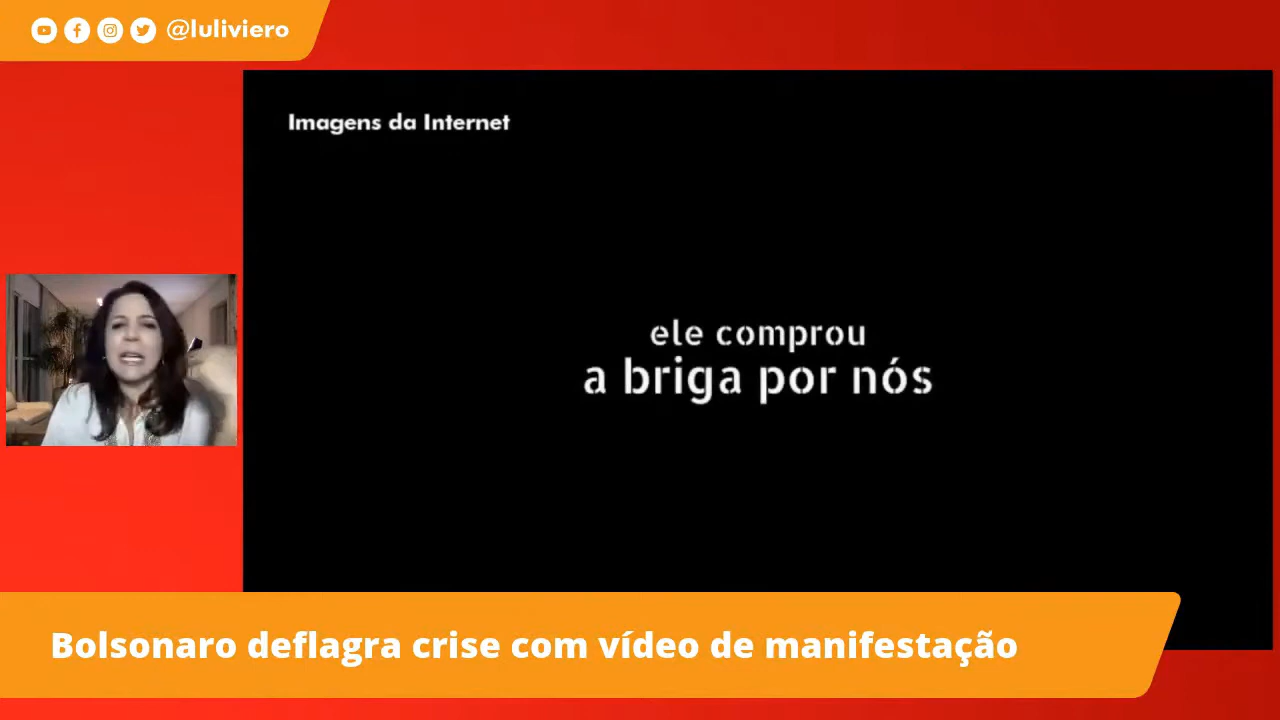 @luliviero
Imagens da Internet
ele comprou
a briga por nós
Bolsonaro deflagra crise com vídeo de manifestação